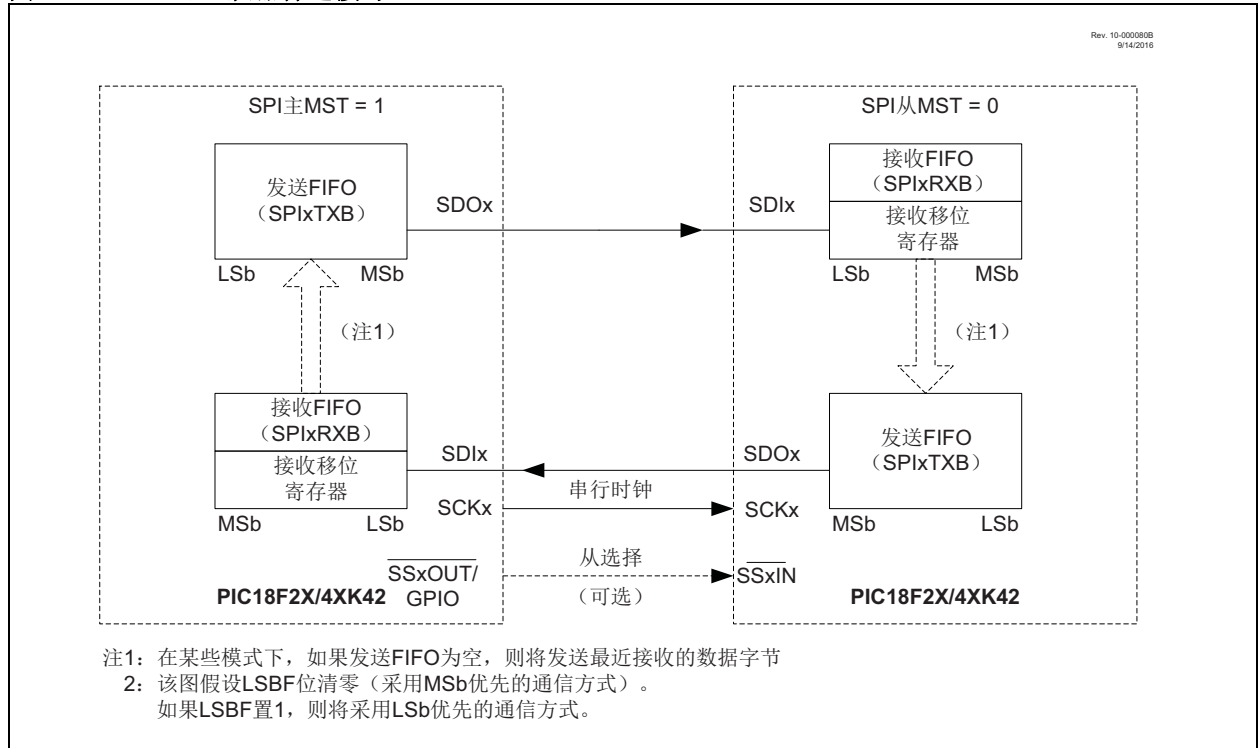 Rev. 10-000080B
9/14/2016
SPI主MST = 1
SPI从MST = 0
发送FIFO
（SPIxTXB）
LSb
MSb
SDOx
SDIx
接收FIFO
（SPIxRXB）
接收移位
寄存器
LSb
MSb
（注1）
（注1）
接收FIFO
（SPIxRXB）
接收移位
寄存器
MSb
LSb
SDIx
SDOx
发送FIFO
（SPIxTXB）
MSb
LSb
串行时钟
SCKx
SCKx
SSxOUT/
GPIO
从选择
（可选）
SSxIN
PIC18F2X/4XK42
PIC18F2X/4XK42
注1：在某些模式下，如果发送FIFO为空，则将发送最近接收的数据字节
2：该图假设LSBF位清零（采用MSb优先的通信方式）。
如果LSBF置1，则将采用LSb优先的通信方式。